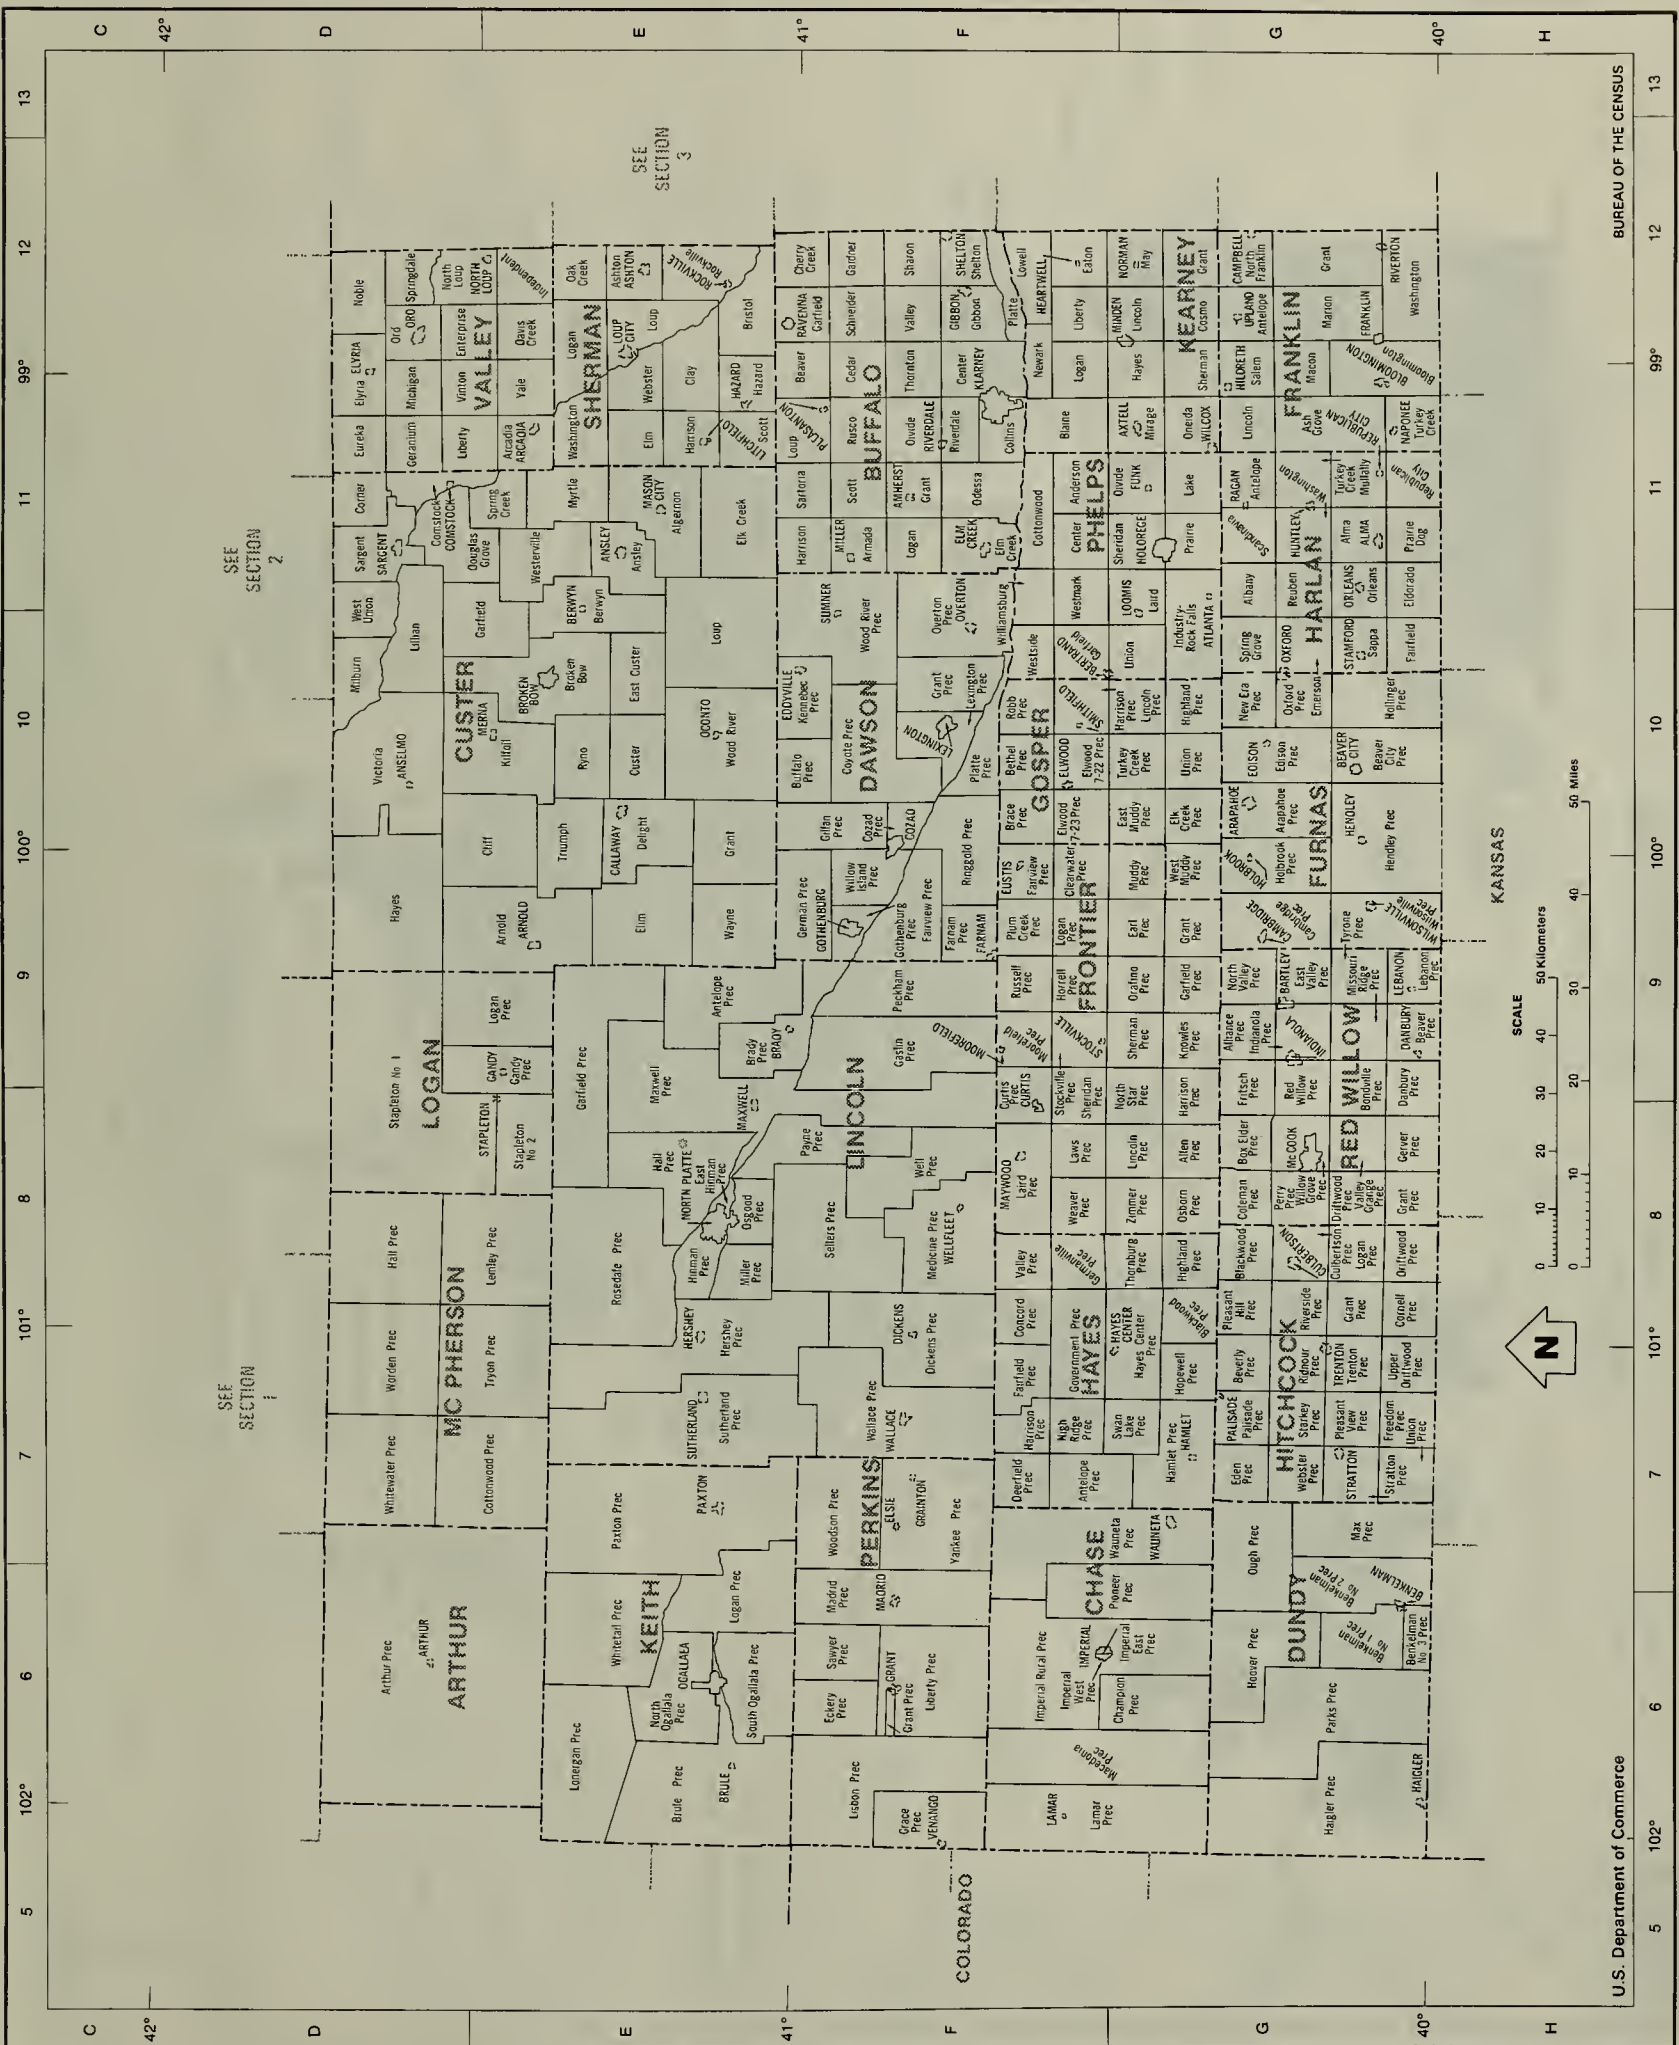 5
6
7
8
9
10
11
12
13
102°
101°
100°
99°
C
42°
D
E
41°
F
G
40°
H
SEE
SECTION
1
SEE
SECTION
2
SEE
SECTION
3
COLORADO
KANSAS
ARTHUR
Arthur Prec
ARTHUR
MC PHERSON
Whitewater Prec
Worden Prec
Hall Prec
Cottonwood Prec
Tryon Prec
Lemley Prec
LOGAN
Stapleton No 1
STAPLETON
Stapleton
No 2
GANDY
Gandy
Prec
Logan
Prec
CUSTER
Hayes
Victoria
ANSELMO
Milburn
West
Union
Lillian
Sargent
SARGENT
Corner
Comstock
COMSTOCK
Douglas
Grove
Spring
Creek
Arnold
ARNOLD
Cliff
MERNA
Kilfoil
Garfield
Westerville
Myrtle
Triumph
BROKEN
BOW
Broken
Bow
BERWYN
Berwyn
ANSLEY
Ansley
MASON
CITY
Algernon
Elm
CALLAWAY
Delight
Ryno
Custer
East Custer
Wayne
Grant
OCONTO
Wood River
Loup
Elk Creek
VALLEY
Eureka
Elyria
ELYRIA
Noble
Geranium
Michigan
Ord
ORD
Springdale
Liberty
Vinton
Enterprise
North
Loup
NORTH
LOUP
Arcadia
ARCADIA
Yale
Davis
Creek
Independent
SHERMAN
Washington
Logan
Oak
Creek
Elm
Webster
LOUP
CITY
Loup
Ashton
ASHTON
Harrison
LITCHFIELD
Scott
Clay
HAZARD
Hazard
Bristol
ROCKVILLE
Rockville
KEITH
Lonergan Prec
Whitetail Prec
Paxton Prec
PAXTON
Brule Prec
BRULE
North
Ogallala
Prec
OGALLALA
South Ogallala Prec
Logan Prec
LINCOLN
Rosedale Prec
Garfield Prec
SUTHERLAND
Sutherland
Prec
HERSHEY
Hershey
Prec
Hinman
Prec
NORTH PLATTE
East
Hinman
Prec
Hall
Prec
Osgood
Prec
Miller
Prec
Maxwell
Prec
MAXWELL
Brady
Prec
BRADY
Antelope
Prec
Wallace Prec
WALLACE
DICKENS
Dickens Prec
Sellers Prec
Payne
Prec
Well
Prec
Medicine Prec
WELLFLEET
Gaslin
Prec
Peckham
Prec
PERKINS
Lisbon Prec
Grace
Prec
VENANGO
Eckery
Prec
Sawyer
Prec
Madrid
Prec
MADRID
Woodson Prec
GRANT
Grant Prec
Liberty Prec
ELSIE
GRAINTON
Yankee Prec
DAWSON
German Prec
GOTHENBURG
Gothenburg
Prec
Fairview Prec
Farnam
Prec
FARNAM
Willow
Island
Prec
Gillan
Prec
Cozad
Prec
COZAD
Ringgold Prec
Buffalo
Prec
EDDYVILLE
Kennebec
Prec
Coyote Prec
Platte
Prec
LEXINGTON
Lexington
Prec
Grant
Prec
SUMNER
Wood River
Prec
Overton
Prec
OVERTON
BUFFALO
Harrison
Sartoria
Loup
PLEASANTON
Beaver
RAVENNA
Garfield
Cherry
Creek
MILLER
Armada
Scott
Rusco
Cedar
Schneider
Gardner
Logan
AMHERST
Grant
Divide
RIVERDALE
Riverdale
Thornton
Valley
Sharon
ELM
CREEK
Elm
Creek
Odessa
Collins
Center
KEARNEY
GIBBON
Gibbon
Platte
SHELTON
Shelton
CHASE
LAMAR
Lamar
Prec
Macedonia
Prec
Imperial Rural Prec
Imperial
West
Prec
IMPERIAL
Imperial
East
Prec
Champion
Prec
Pioneer
Prec
Wauneta
Prec
WAUNETA
HAYES
Deerfield
Prec
Harrison
Prec
Fairfield
Prec
Concord
Prec
Valley
Prec
Antelope
Prec
High
Ridge
Prec
Government Prec
Germanville
Prec
Swan
Lake
Prec
HAYES
CENTER
Hayes Center
Prec
Thornburg
Prec
Hamlet Prec
HAMLET
Hopewell
Prec
Blackwood
Prec
Highland
Prec
FRONTIER
MAYWOOD
Laird
Prec
Curtis
Prec
CURTIS
MOOREFIELD
Moorefield
Prec
Russell
Prec
Plum
Creek
Prec
EUSTIS
Fairview
Prec
Weaver
Prec
Laws
Prec
Stockville
Prec
Sheridan
Prec
STOCKVILLE
Horrell
Prec
Logan
Prec
Clearwater
Prec
Zimmer
Prec
Lincoln
Prec
North
Star
Prec
Sherman
Prec
Orafino
Prec
Earl
Prec
Muddy
Prec
Osborn
Prec
Allen
Prec
Harrison
Prec
Knowles
Prec
Garfield
Prec
Grant
Prec
West
Muddy
Prec
GOSPER
Brace
Prec
Bethel
Prec
Robb
Prec
Elwood
7-23 Prec
ELWOOD
Elwood
7-22 Prec
SMITHFIELD
East
Muddy
Prec
Turkey
Creek
Prec
Harrison
Prec
Lincoln
Prec
Elk
Creek
Prec
Union
Prec
Highland
Prec
PHELPS
Westside
Williamsburg
Cottonwood
BERTRAND
Garfield
Westmark
Center
Anderson
Union
LOOMIS
Laird
Sheridan
HOLDREGE
Divide
FUNK
Industry-
Rock Falls
ATLANTA
Prairie
Lake
KEARNEY
Blaine
Newark
HEARTWELL
Lowell
Logan
Liberty
Eaton
AXTELL
Mirage
Hayes
MINDEN
Lincoln
NORMAN
May
Oneida
WILCOX
Sherman
Cosmo
Grant
DUNDY
Haigler Prec
HAIGLER
Parks Prec
Hoover Prec
Benkelman
No 1 Prec
Benkelman
No 3 Prec
Benkelman
No 2 Prec
BENKELMAN
Ough Prec
Max
Prec
HITCHCOCK
Eden
Prec
PALISADE
Palisade
Prec
Beverly
Prec
Pleasant
Hill
Prec
Blackwood
Prec
Webster
Prec
Starkey
Prec
Ridnour
Prec
Riverside
Prec
CULBERTSON
Culbertson
Prec
STRATTON
Stratton
Prec
Pleasant
View
Prec
TRENTON
Trenton
Prec
Grant
Prec
Logan
Prec
Freedom
Prec
Union
Prec
Upper
Driftwood
Prec
Cornell
Prec
Driftwood
Prec
RED WILLOW
Coleman
Prec
Box Elder
Prec
Fritsch
Prec
Alliance
Prec
Indianola
Prec
North
Valley
Prec
Perry
Prec
Willow
Grove
Prec
McCOOK
Red
Willow
Prec
INDIANOLA
BARTLEY
East
Valley
Prec
Driftwood
Prec
Valley
Grange
Prec
Bondville
Prec
Missouri
Ridge
Prec
Grant
Prec
Gerver
Prec
Danbury
Prec
DANBURY
Beaver
Prec
LEBANON
Lebanon
Prec
FURNAS
CAMBRIDGE
Cambridge
Prec
HOLBROOK
Holbrook
Prec
ARAPAHOE
Arapahoe
Prec
EDISON
Edison
Prec
New Era
Prec
Oxford
Prec
OXFORD
Tyrone
Prec
WILSONVILLE
Wilsonville
Prec
HENDLEY
Hendley Prec
BEAVER
CITY
Beaver
City
Prec
Hollinger
Prec
HARLAN
Spring
Grove
Albany
Scandinavia
RAGAN
Antelope
Emerson
Reuben
HUNTLEY
Washington
STAMFORD
Sappa
ORLEANS
Orleans
Alma
ALMA
Turkey
Creek
Mullally
Fairfield
Eldorado
Prairie
Dog
Republican
City
REPUBLICAN
CITY
FRANKLIN
Lincoln
HILDRETH
Salem
UPLAND
Antelope
CAMPBELL
North
Franklin
Ash
Grove
Macon
Marion
Grant
NAPONEE
Turkey
Creek
BLOOMINGTON
Bloomington
FRANKLIN
RIVERTON
Washington
N
SCALE
0 10 20 30 40 50 Kilometers
0 10 20 30 40 50 Miles
U.S. Department of Commerce
BUREAU OF THE CENSUS